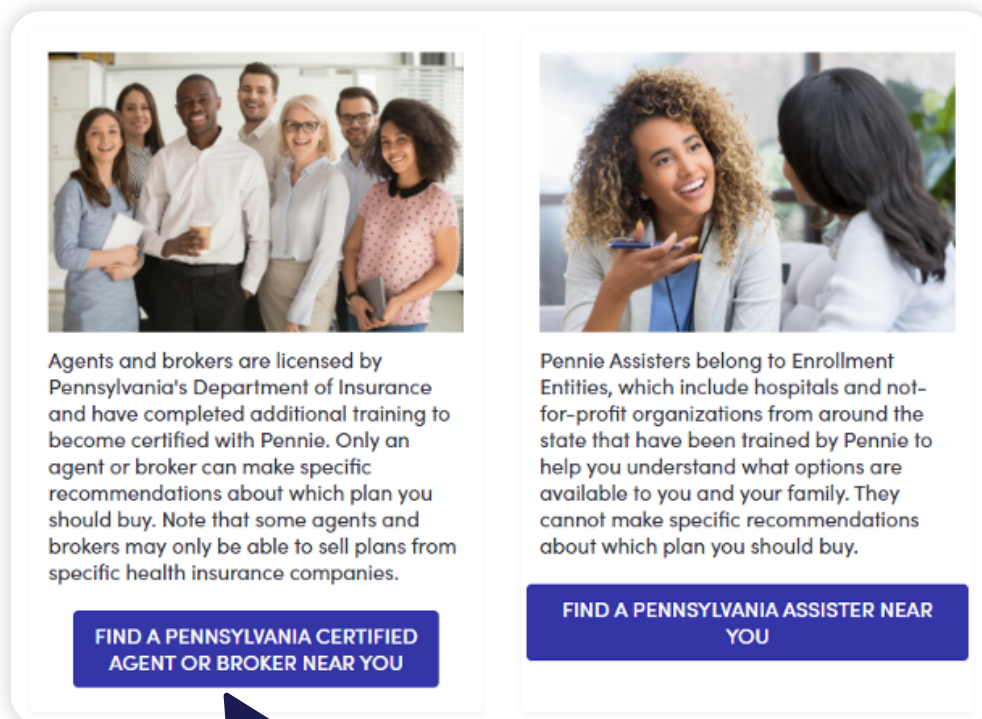 Agents and brokers are licensed by
Pennsylvania's Department of Insurance
and have completed additional training to
become certified with Pennie. Only an
agent or broker can make specific
recommendations about which plan you
should buy. Note that some agents and
brokers may only be able to sell plans from
specific health insurance companies.
FIND A PENNSYLVANIA CERTIFIED
AGENT OR BROKER NEAR YOU
Pennie Assisters belong to Enrollment
Entities, which include hospitals and not-
for-profit organizations from around the
state that have been trained by Pennie to
help you understand what options are
available to you and your family. They
cannot make specific recommendations
about which plan you should buy.
FIND A PENNSYLVANIA ASSISTER NEAR
YOU